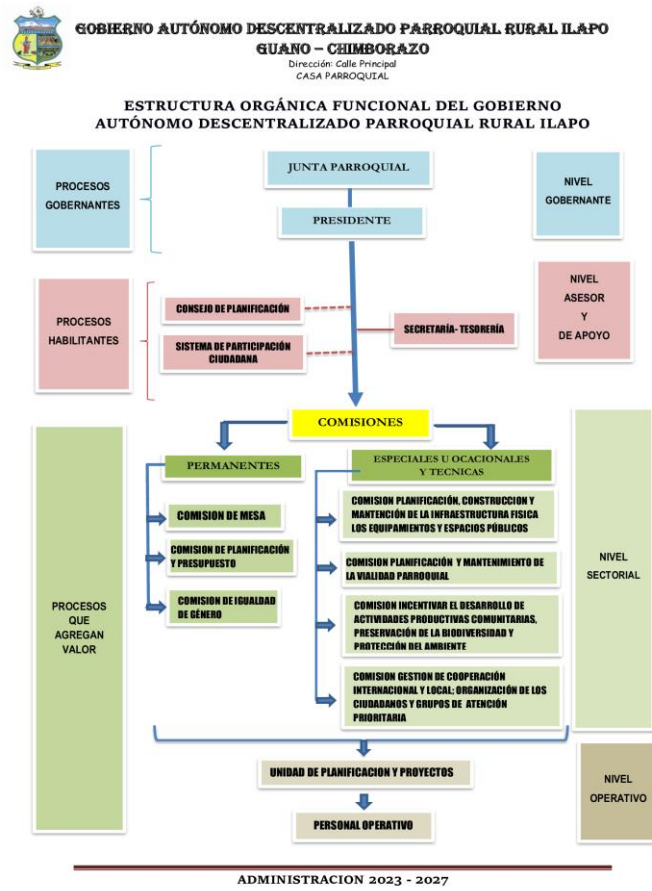 GOBIERNO AUTÓNOMO DESCENTRALIZADO PARROQUIAL RURAL ILAPO
GUANO – CHIMBORAZO
Dirección: Calle Principal
CASA PARROQUIAL
ESTRUCTURA ORGÁNICA FUNCIONAL DEL GOBIERNO
AUTÓNOMO DESCENTRALIZADO PARROQUIAL RURAL ILAPO
PROCESOS
GOBERNANTES
JUNTA PARROQUIAL
PRESIDENTE
NIVEL
GOBERNANTE
PROCESOS
HABILITANTES
CONSEJO DE PLANIFICACIÓN
SISTEMA DE PARTICIPACIÓN
CIUDADANA
SECRETARÍA- TESORERÍA
NIVEL
ASESOR
Y
DE APOYO
COMISIONES
PERMANENTES
ESPECIALES U OCACIONALES
Y TECNICAS
PROCESOS
QUE
AGREGAN
VALOR
COMISION DE MESA
COMISION DE PLANIFICACIÓN
Y PRESUPUESTO
COMISION DE IGUALDAD
DE GÉNERO
COMISION PLANIFICACIÓN, CONSTRUCCION Y
MANTENCIÓN DE LA INFRAESTRUCTURA FISICA
LOS EQUIPAMIENTOS Y ESPACIOS PÚBLICOS
COMISION PLANIFICACIÓN Y MANTENIMIENTO DE
LA VIALIDAD PARROQUIAL
COMISION INCENTIVAR EL DESARROLLO DE
ACTIVIDADES PRODUCTIVAS COMUNITARIAS,
PRESERVACIÓN DE LA BIODIVERSIDAD Y
PROTECCIÓN DEL AMBIENTE
COMISION GESTION DE COOPERACIÓN
INTERNACIONAL Y LOCAL; ORGANIZACIÓN DE LOS
CIUDADANOS Y GRUPOS DE ATENCIÓN
PRIORITARIA
NIVEL
SECTORIAL
UNIDAD DE PLANIFICACION Y PROYECTOS
PERSONAL OPERATIVO
NIVEL
OPERATIVO
ADMINISTRACION 2023 - 2027